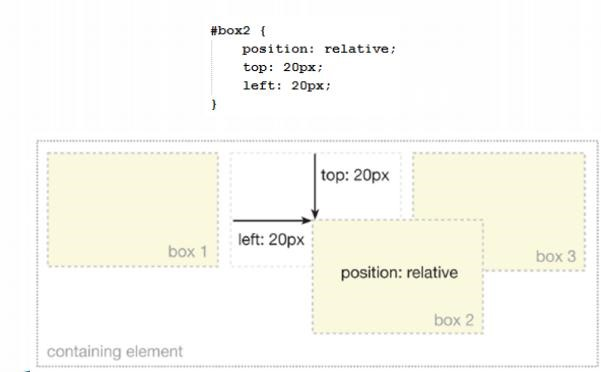 #box2 {
    position: relative;
    top: 20px;
    left: 20px;
}
top: 20px
left: 20px
box 1
position: relative
box 3
box 2
containing element